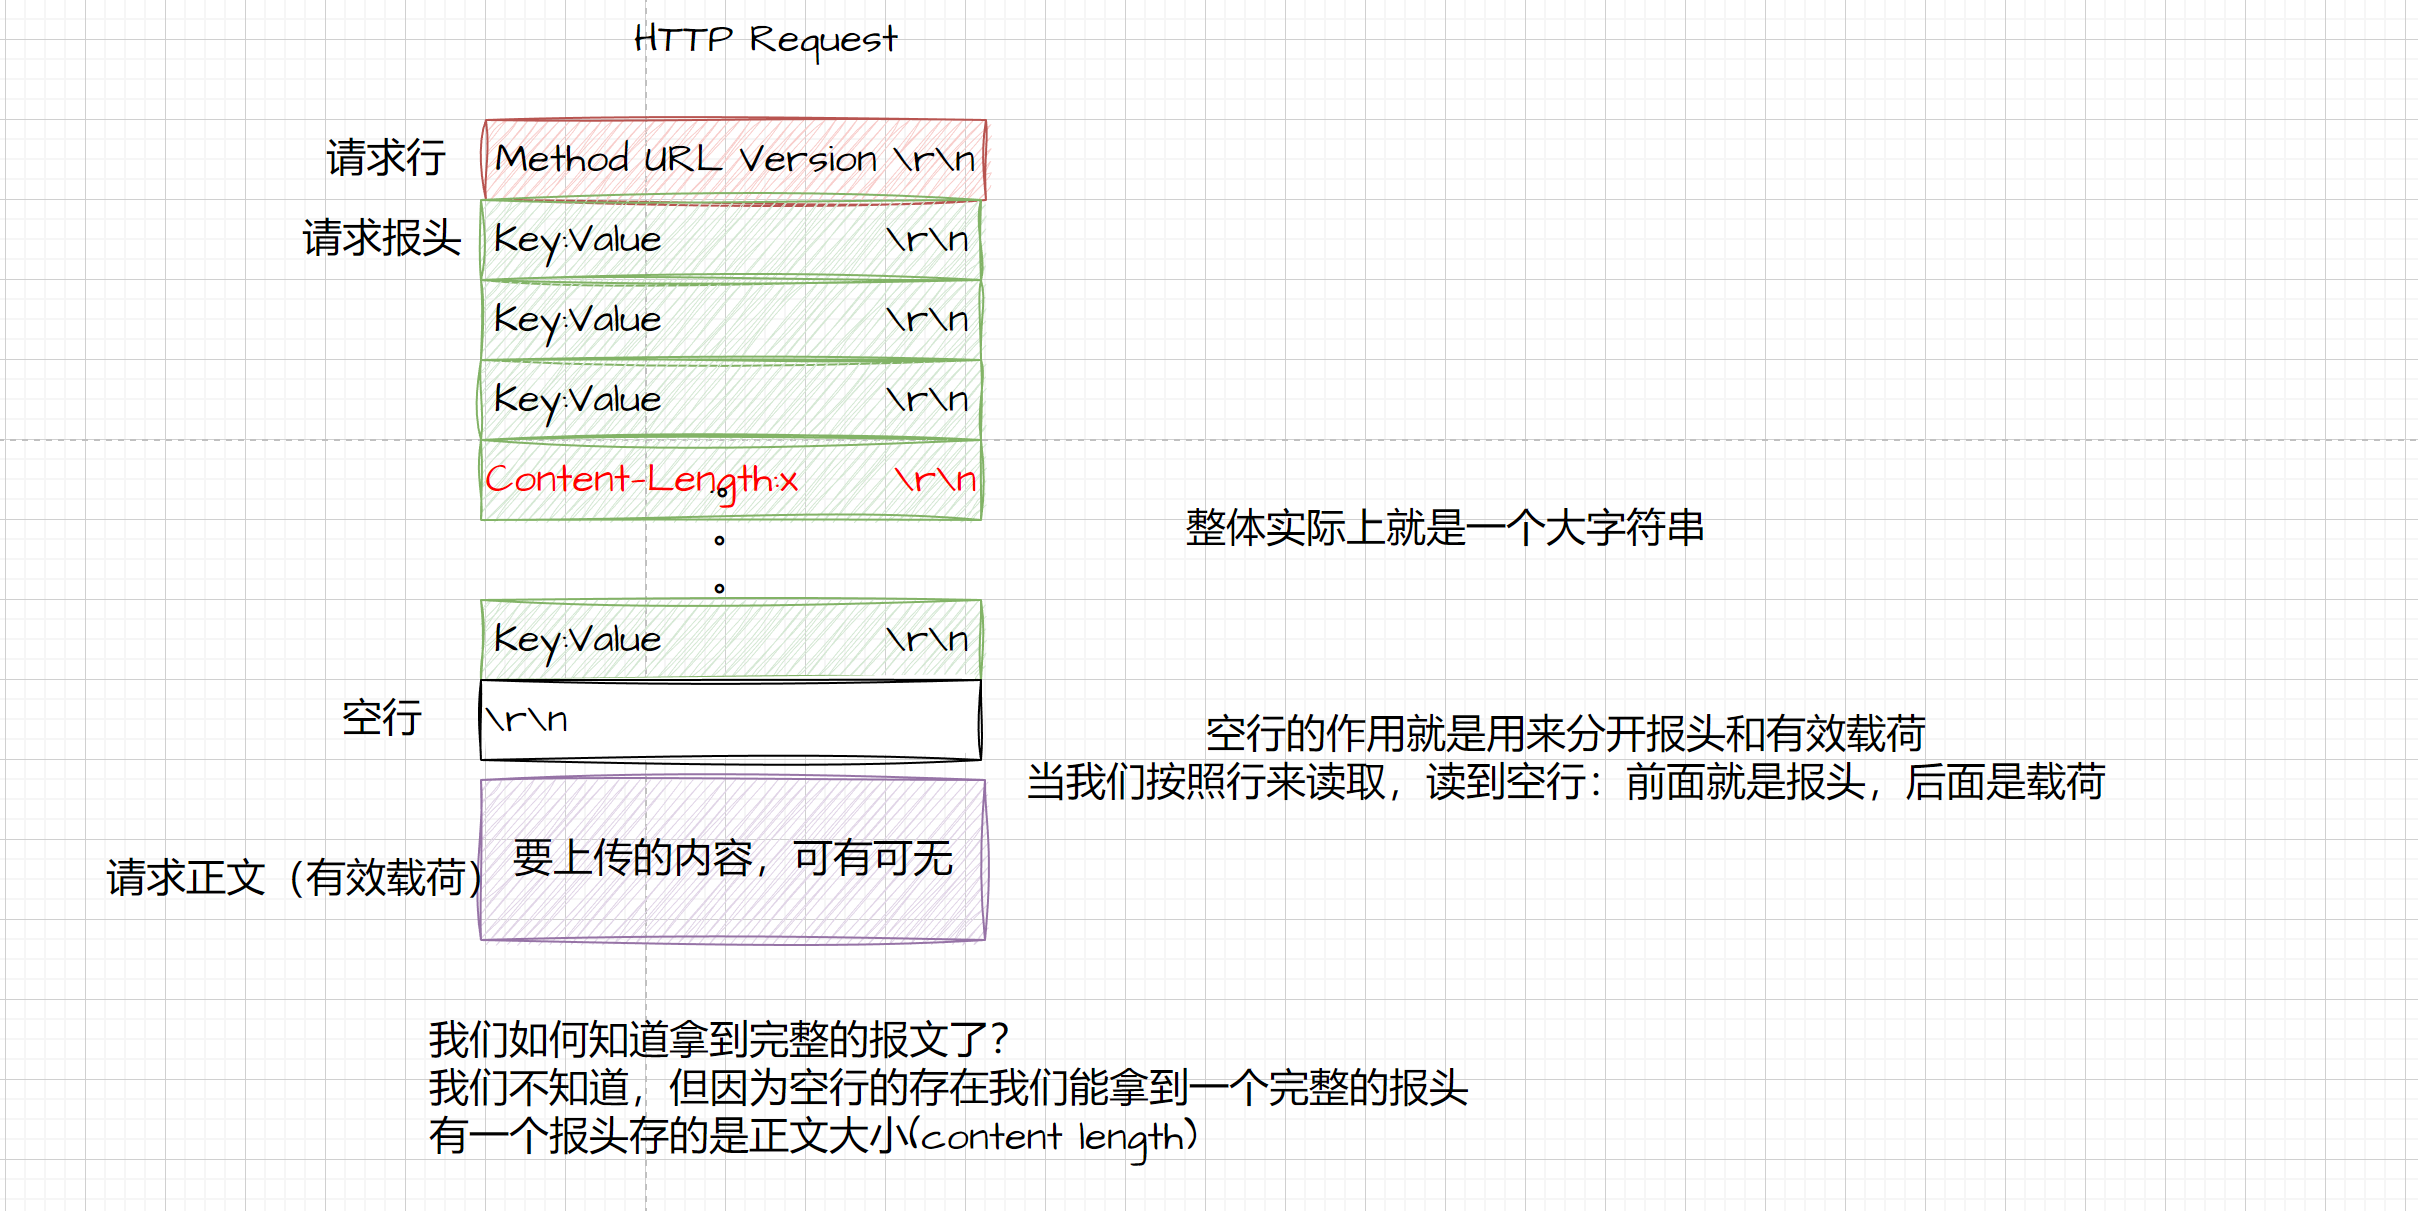 HTTP Request
请求行
Method URL Version \r\n
请求报头
Key:Value \r\n
Key:Value \r\n
Key:Value \r\n
Content-Length:x \r\n
。
。
。
整体实际上就是一个大字符串
Key:Value \r\n
空行
\r\n
空行的作用就是用来分开报头和有效载荷
当我们按照行来读取，读到空行：前面就是报头，后面是载荷
请求正文（有效载荷）
要上传的内容，可有可无
我们如何知道拿到完整的报文了？
我们不知道，但因为空行的存在我们能拿到一个完整的报头
有一个报头存的是正文大小(content length)